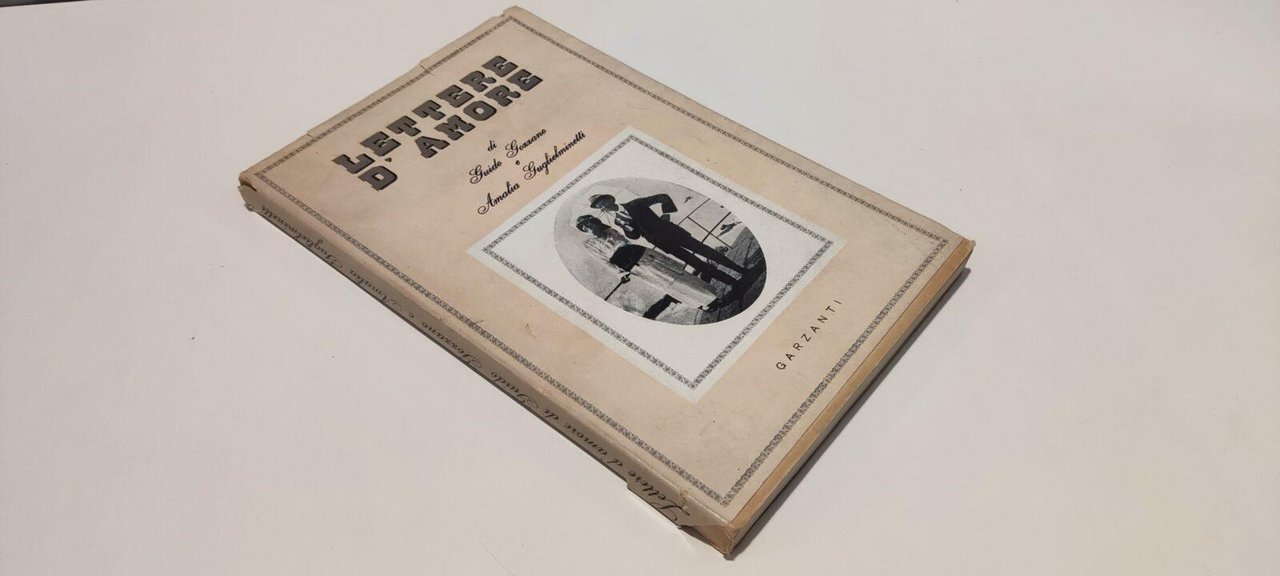 LETTERE
D'AMORE
di
Guido Gozzano
e
Amalia Guglielminetti
GARZANTI
Lettere d'amore di Guido Gozzano e Amalia Guglielminetti